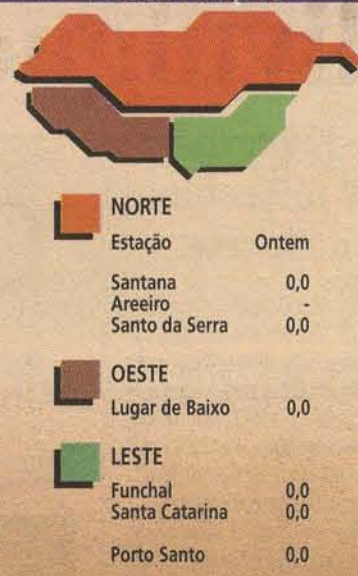 NORTE
Estação Ontem
Santana 0,0
Areeiro -
Santo da Serra 0,0
OESTE
Lugar de Baixo 0,0
LESTE
Funchal 0,0
Santa Catarina 0,0
Porto Santo 0,0